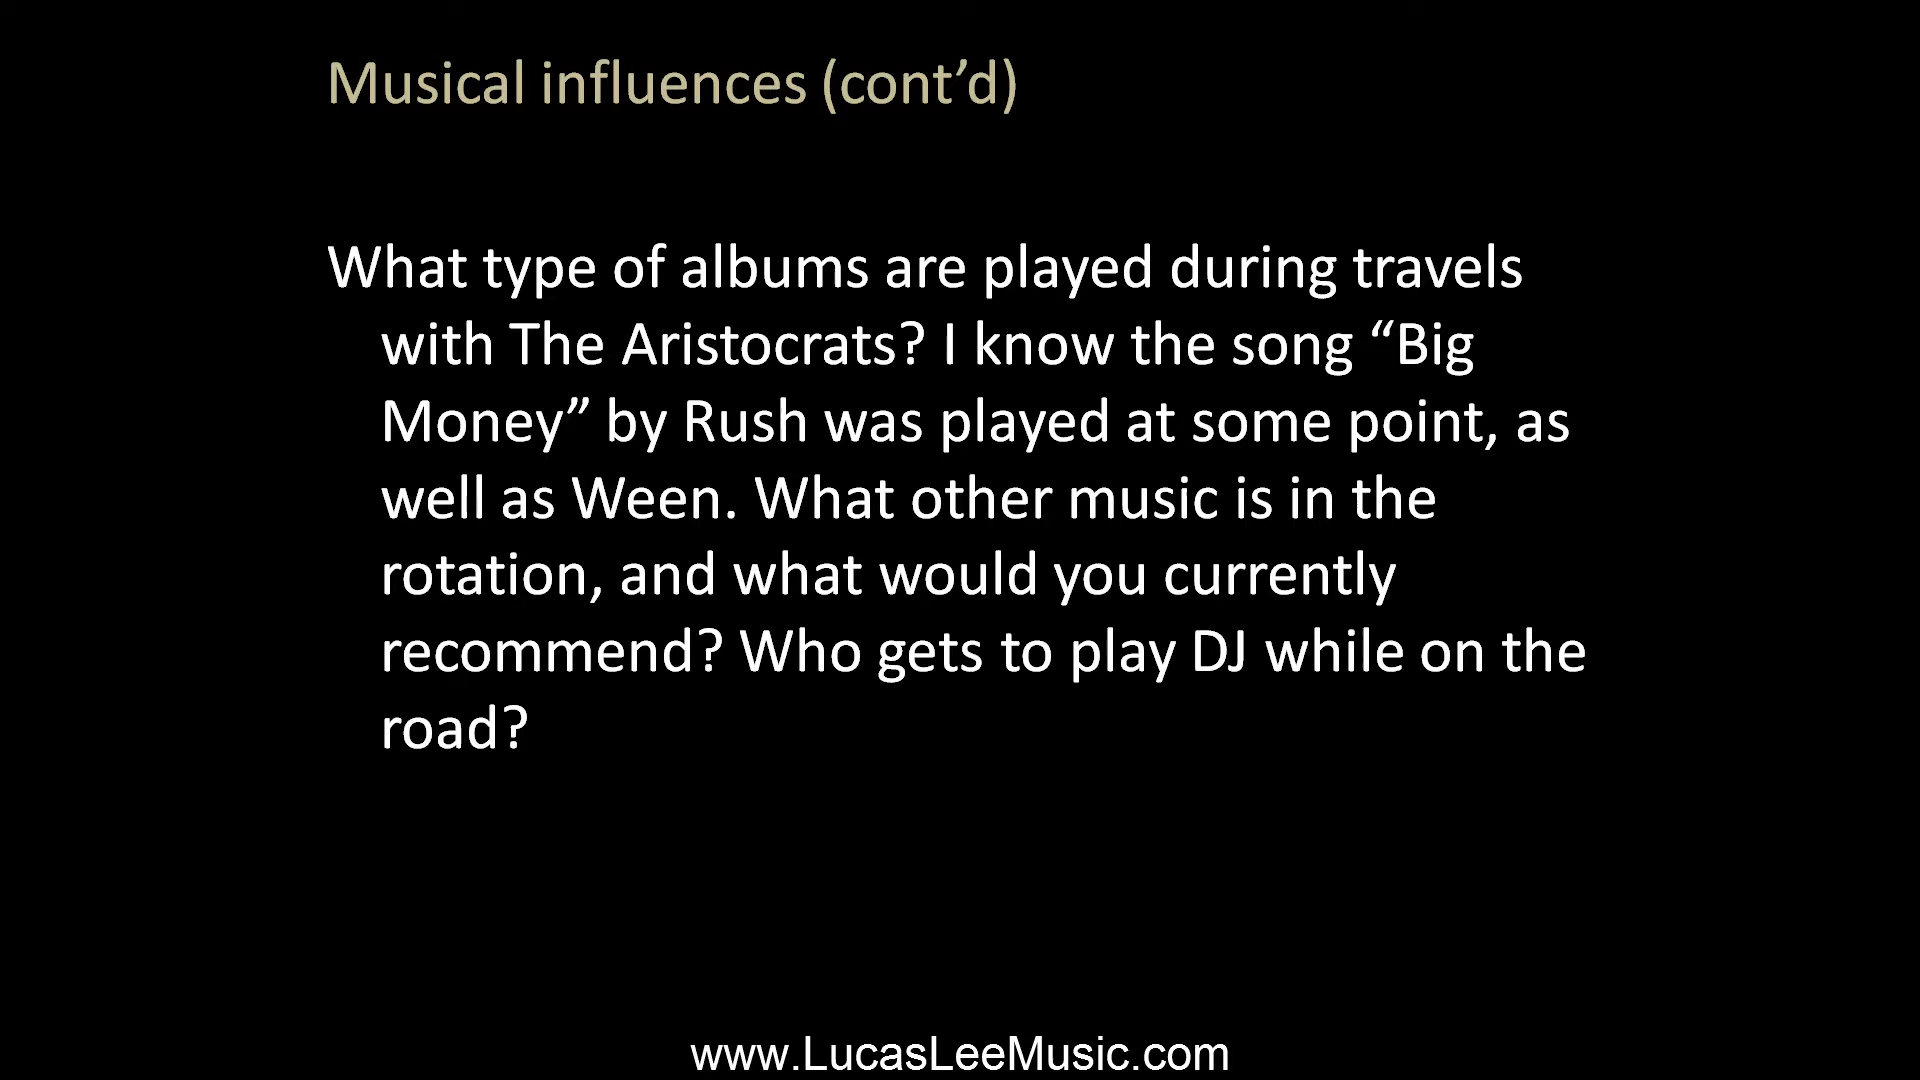 Musical influences (cont’d)
What type of albums are played during travels
with The Aristocrats? I know the song “Big
Money” by Rush was played at some point, as
well as Ween. What other music is in the
rotation, and what would you currently
recommend? Who gets to play DJ while on the
road?
www.LucasLeeMusic.com